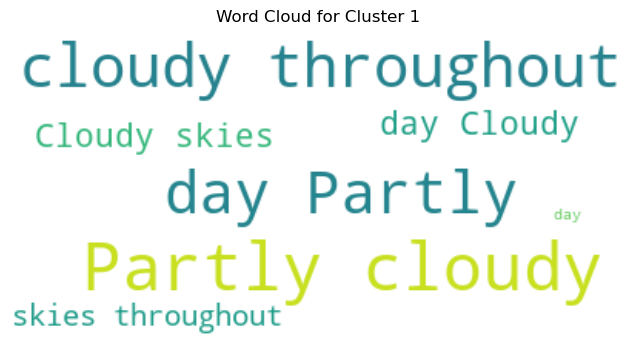 Word Cloud for Cluster 1
cloudy throughout
Cloudy skies
day Cloudy
day Partly
day
Partly cloudy
skies throughout